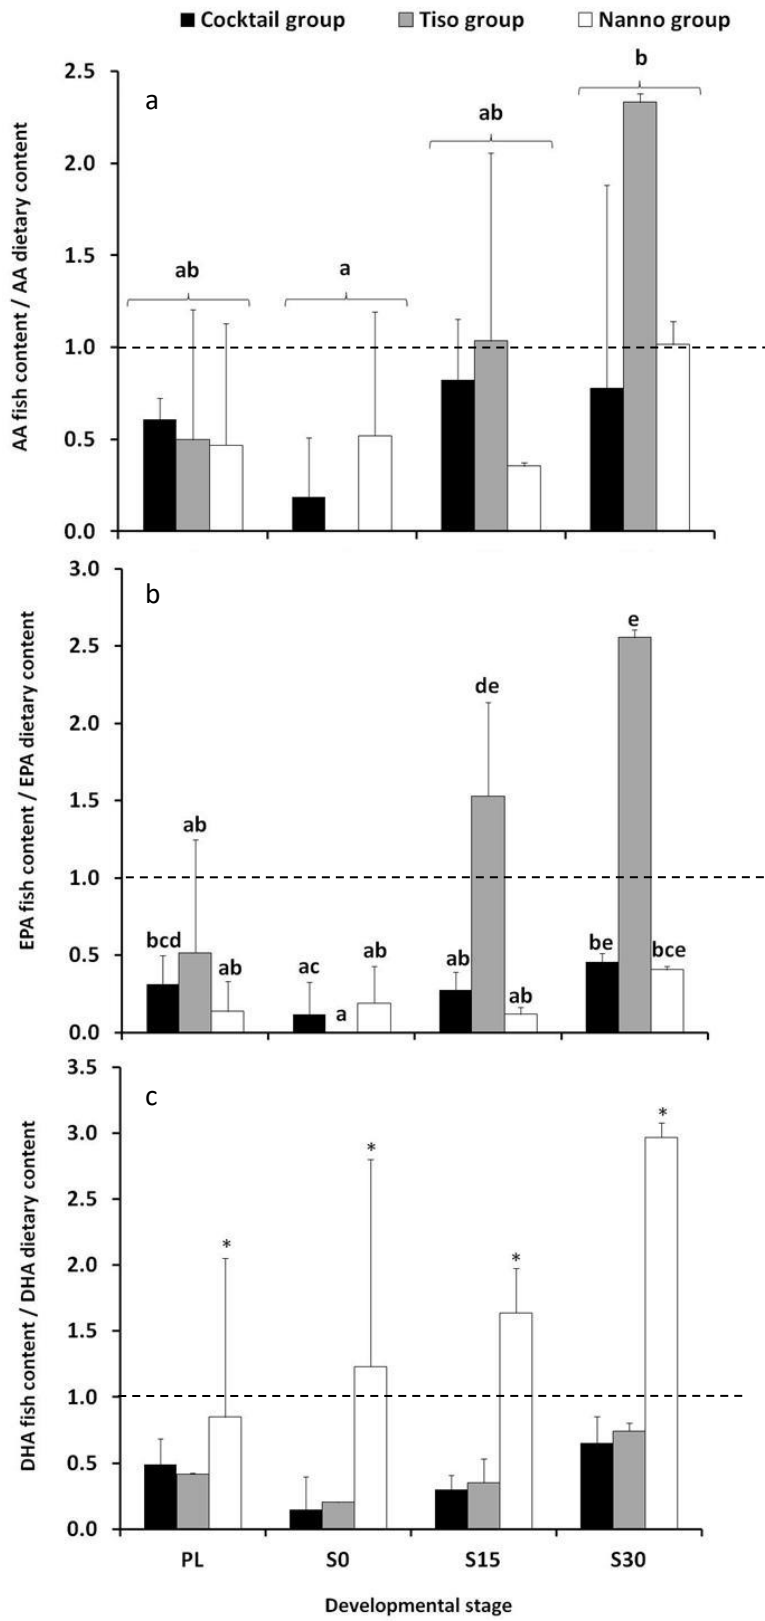 Cocktail group Tiso group Nanno group
a
AA fish content / AA dietary content
2.5
2.0
1.5
1.0
0.5
0.0
ab
a
ab
b
b
EPA fish content / EPA dietary content
3.0
2.5
2.0
1.5
1.0
0.5
0.0
bcd
ab
ab
ac
a
ab
ab
de
ab
be
e
bce
c
DHA fish content / DHA dietary content
3.5
3.0
2.5
2.0
1.5
1.0
0.5
0.0
*
*
*
*
PL S0 S15 S30
Developmental stage